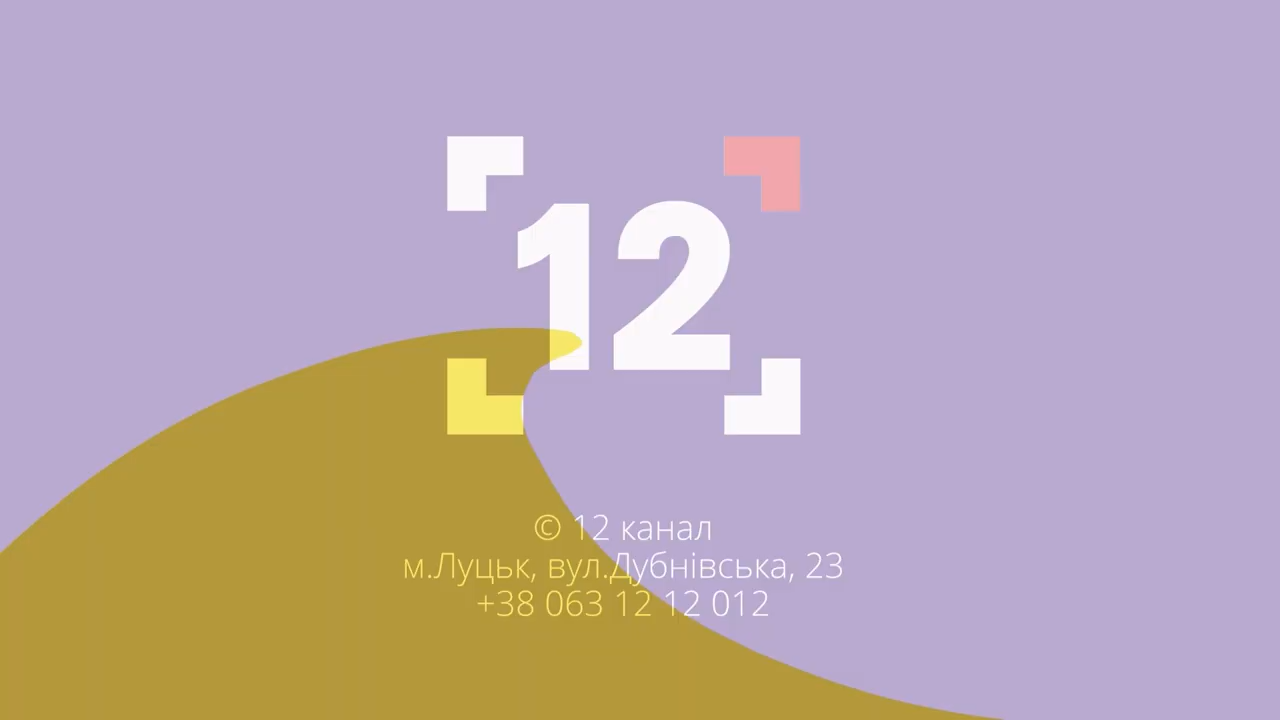 12
© 12 канал
м.Луцьк, вул.Дубнівська, 23
+38 063 12 12 012